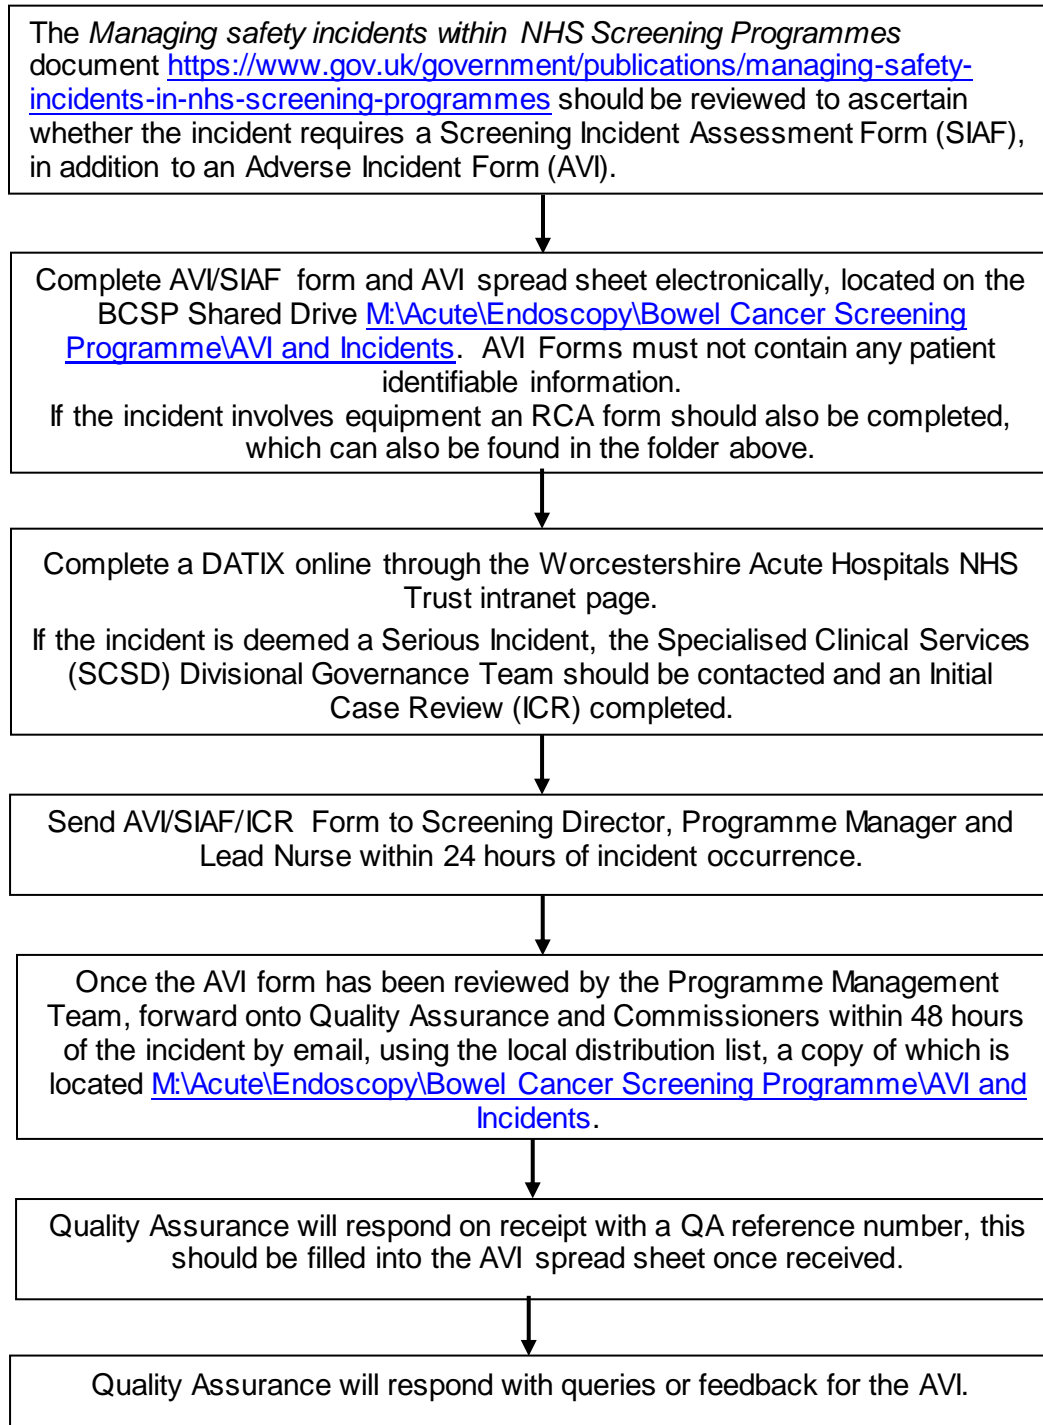 The Managing safety incidents within NHS Screening Programmes
document https://www.gov.uk/government/publications/managing-safety-
incidents-in-nhs-screening-programmes should be reviewed to ascertain
whether the incident requires a Screening Incident Assessment Form (SIAF),
in addition to an Adverse Incident Form (AVI).
Complete AVI/SIAF form and AVI spread sheet electronically, located on the
BCSP Shared Drive M:\Acute\Endoscopy\Bowel Cancer Screening
Programme\AVI and Incidents. AVI Forms must not contain any patient
identifiable information.
If the incident involves equipment an RCA form should also be completed,
which can also be found in the folder above.
Complete a DATIX online through the Worcestershire Acute Hospitals NHS
Trust intranet page.
If the incident is deemed a Serious Incident, the Specialised Clinical Services
(SCSD) Divisional Governance Team should be contacted and an Initial
Case Review (ICR) completed.
Send AVI/SIAF/ICR Form to Screening Director, Programme Manager and
Lead Nurse within 24 hours of incident occurrence.
Once the AVI form has been reviewed by the Programme Management
Team, forward onto Quality Assurance and Commissioners within 48 hours
of the incident by email, using the local distribution list, a copy of which is
located M:\Acute\Endoscopy\Bowel Cancer Screening Programme\AVI and
Incidents.
Quality Assurance will respond on receipt with a QA reference number, this
should be filled into the AVI spread sheet once received.
Quality Assurance will respond with queries or feedback for the AVI.